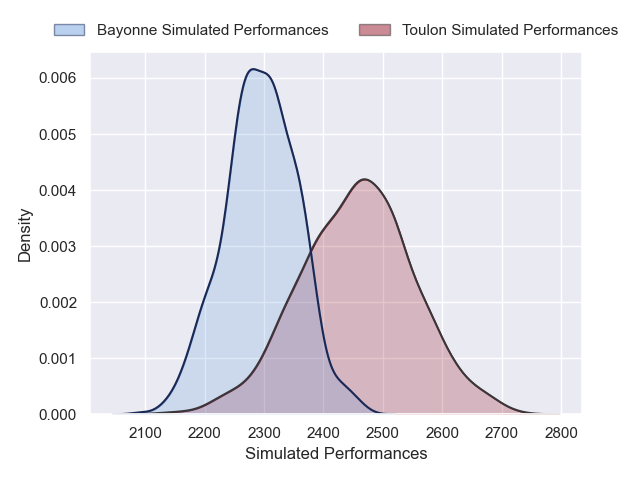 Bayonne Simulated Performances Toulon Simulated Performances
0.006
0.005
0.004
0.003
0.002
0.001
0.000
Density
2100 2200 2300 2400 2500 2600 2700 2800
Simulated Performances